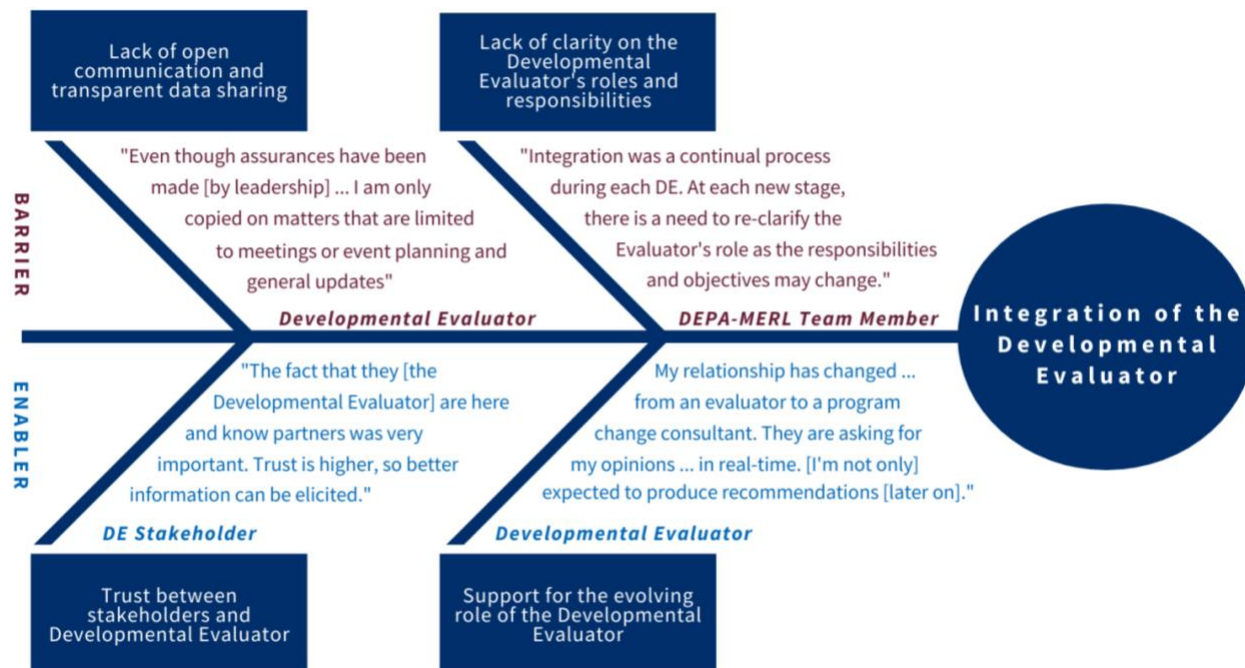 Lack of open
communication and
transparent data sharing
Lack of clarity on the
Developmental
Evaluator's roles and
responsibilities
BARRIER
"Even though assurances have been
made [by leadership] ... I am only
copied on matters that are limited
to meetings or event planning and
general updates"
Developmental Evaluator
"Integration was a continual process
during each DE. At each new stage,
there is a need to re-clarify the
Evaluator's role as the responsibilities
and objectives may change."
DEPA-MERL Team Member
Integration of the
Developmental
Evaluator
ENABLER
"The fact that they [the
Developmental Evaluator] are here
and know partners was very
important. Trust is higher, so better
information can be elicited."
DE Stakeholder
My relationship has changed ...
from an evaluator to a program
change consultant. They are asking for
my opinions ... in real-time. [I'm not only]
expected to produce recommendations [later on]."
Developmental Evaluator
Trust between
stakeholders and
Developmental Evaluator
Support for the evolving
role of the Developmental
Evaluator